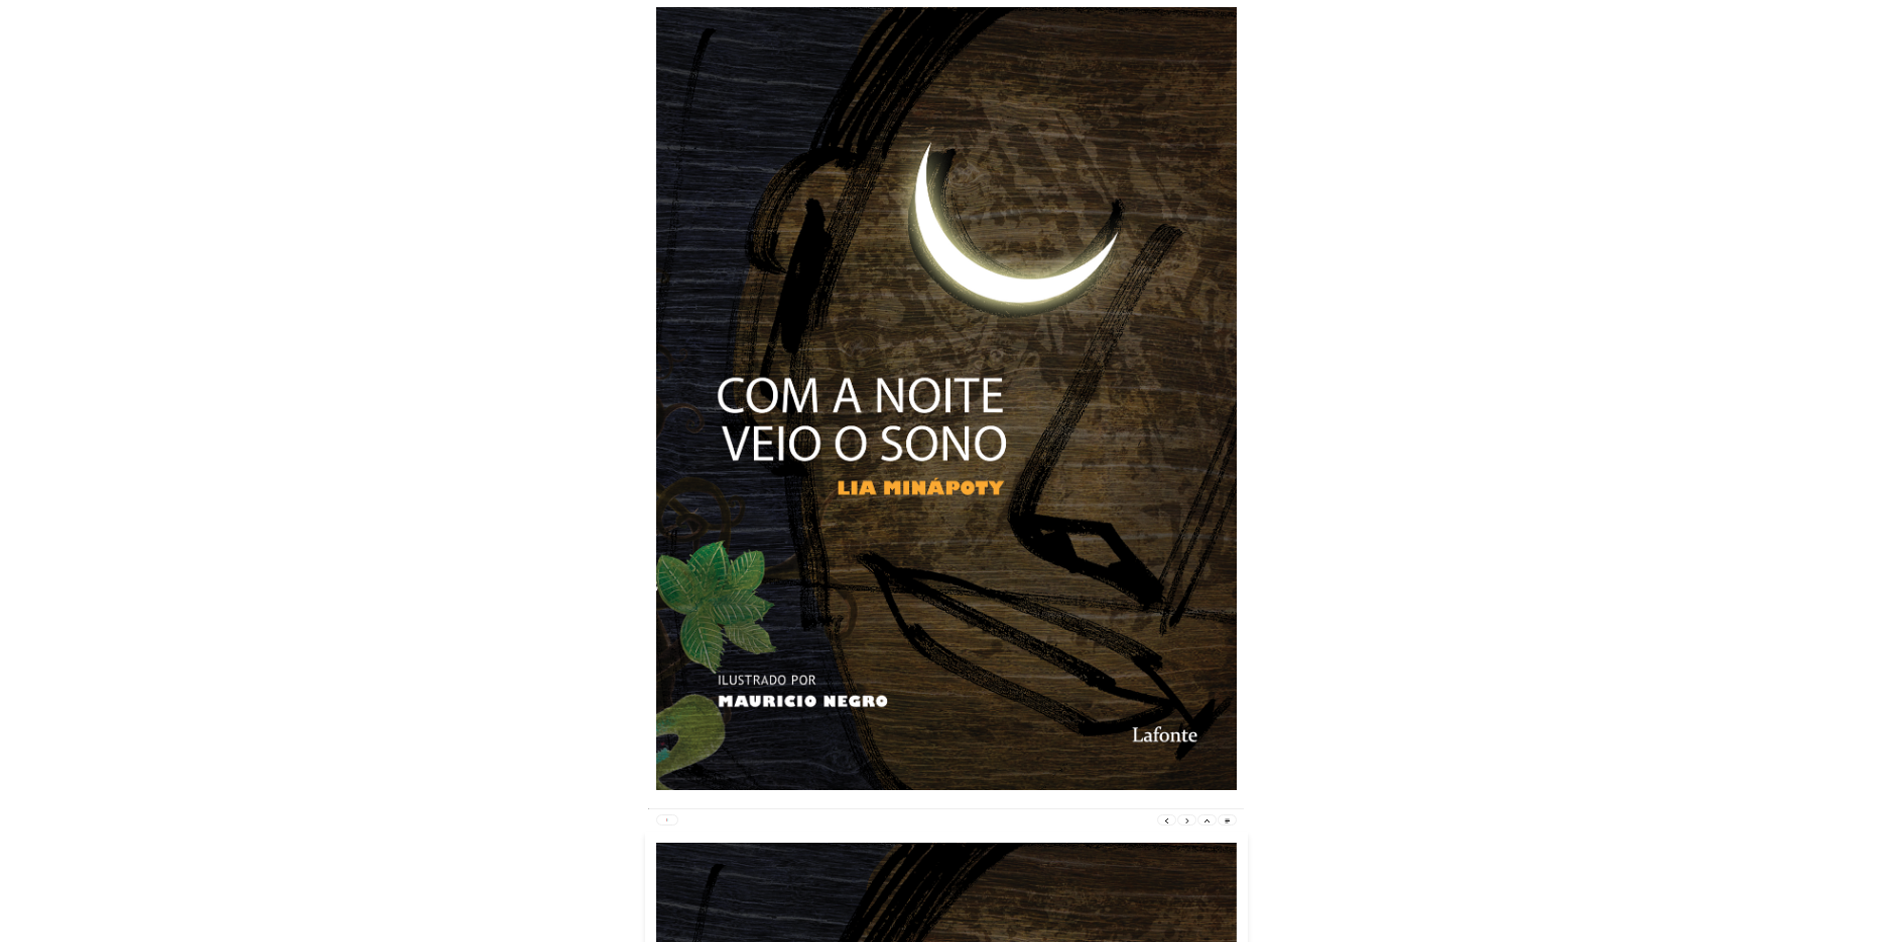 COM A NOITE
VEIO O SONO
LIA MINÁPOTY
ILUSTRADO POR
MAURICIO NEGRO
Lafonte